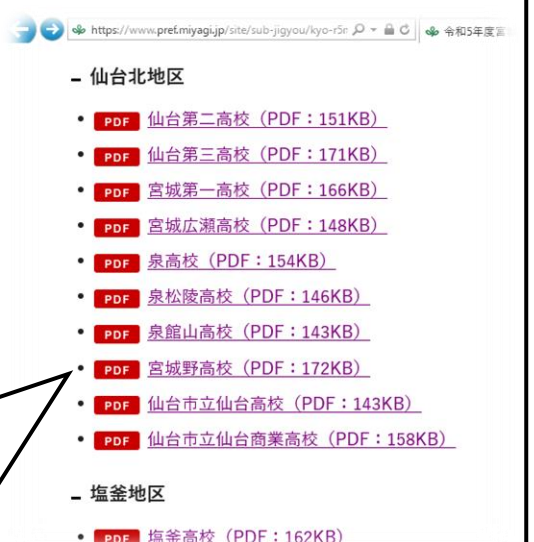 https://www.pref.miyagi.jp/site/sub-jigyou/kyo-r5r
令和5年度宮
仙台北地区
PDF 仙台第二高校（PDF：151KB）
PDF 仙台第三高校（PDF：171KB）
PDF 宮城第一高校（PDF：166KB）
PDF 宮城広瀬高校（PDF：148KB）
PDF 泉高校（PDF：154KB）
PDF 泉松陵高校（PDF：146KB）
PDF 泉館山高校（PDF：143KB）
PDF 宮城野高校（PDF：172KB）
PDF 仙台市立仙台高校（PDF：143KB）
PDF 仙台市立仙台商業高校（PDF：158KB）
塩釜地区
PDF 塩釜高校（PDF：162KB）